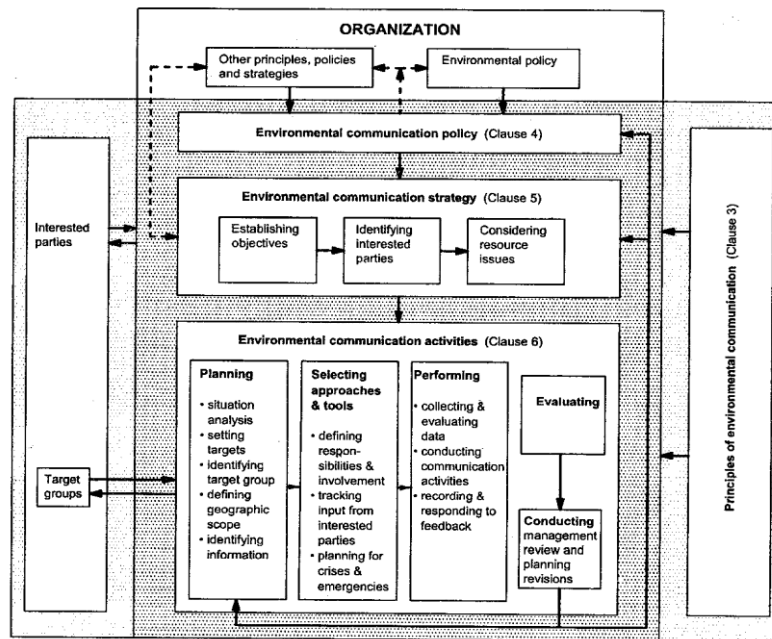 ORGANIZATION
Other principles, policies
and strategies
Environmental policy
Environmental communication policy (Clause 4)
Environmental communication strategy (Clause 5)
Establishing
objectives
Identifying
interested
parties
Considering
resource
issues
Interested
parties
Principles of environmental communication (Clause 3)
Environmental communication activities (Clause 6)
Planning
• situation
analysis
• setting
targets
• identifying
target group
• defining
geographic
scope
• identifying
information
Selecting
approaches
& tools
• defining
respon-
sibilities &
involvement
• tracking
input from
interested
parties
• planning for
crises &
emergencies
Performing
• collecting &
evaluating
data
• conducting
communication
activities
• recording &
responding to
feedback
Evaluating
Conducting
management
review and
planning
revisions
Target
groups